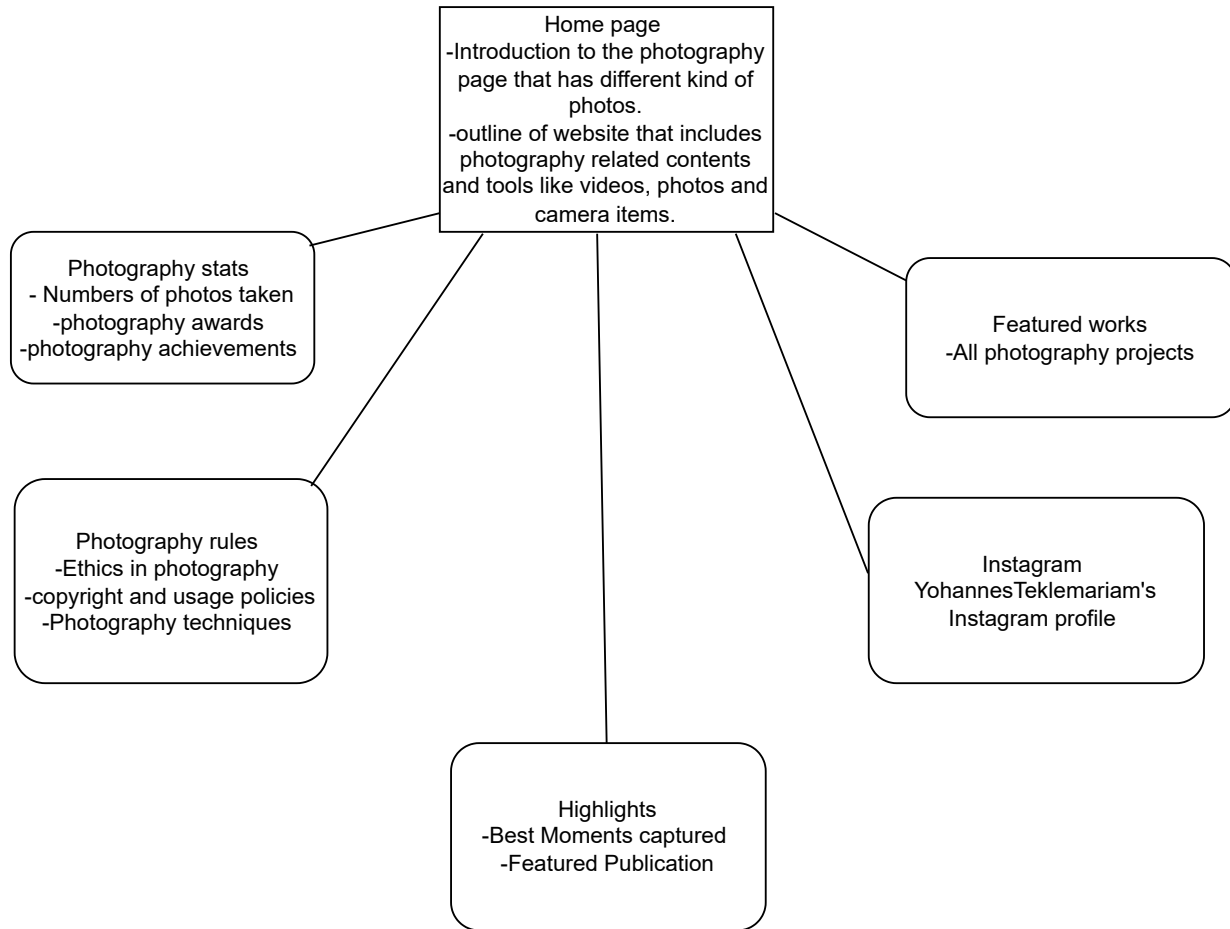 Home page
-Introduction to the photography
page that has different kind of
photos.
-outline of website that includes
photography related contents
and tools like videos, photos and
camera items.
Photography stats
- Numbers of photos taken
-photography awards
-photography achievements
Featured works
-All photography projects
Photography rules
-Ethics in photography
-copyright and usage policies
-Photography techniques
Instagram
YohannesTeklemariam's
Instagram profile
Highlights
-Best Moments captured
-Featured Publication